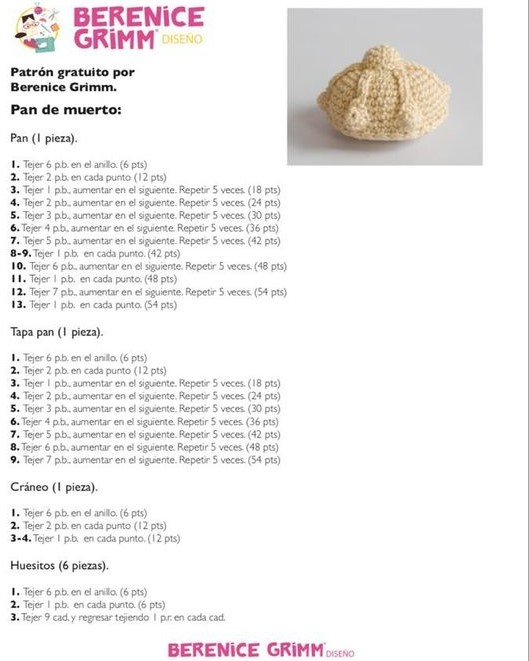 BERENICE
GRIMM DISEÑO
Patrón gratuito por
Berenice Grimm.
Pan de muerto:
Pan (1 pieza).
1. Tejer 6 p.b. en el anillo. (6 pts)
2. Tejer 2 p.b. en cada punto (12 pts)
3. Tejer 1 p.b., aumentar en el siguiente. Repetir 5 veces. (18 pts)
4. Tejer 2 p.b., aumentar en el siguiente. Repetir 5 veces. (24 pts)
5. Tejer 3 p.b., aumentar en el siguiente. Repetir 5 veces. (30 pts)
6. Tejer 4 p.b., aumentar en el siguiente. Repetir 5 veces. (36 pts)
7. Tejer 5 p.b., aumentar en el siguiente. Repetir 5 veces. (42 pts)
8-9. Tejer 1 p.b. en cada punto. (42 pts)
10. Tejer 6 p.b., aumentar en el siguiente. Repetir 5 veces. (48 pts)
11. Tejer 1 p.b. en cada punto. (48 pts)
12. Tejer 7 p.b., aumentar en el siguiente. Repetir 5 veces. (54 pts)
13. Tejer 1 p.b. en cada punto. (54 pts)
Tapa pan (1 pieza).
1. Tejer 6 p.b. en el anillo. (6 pts)
2. Tejer 2 p.b. en cada punto (12 pts)
3. Tejer 1 p.b., aumentar en el siguiente. Repetir 5 veces. (18 pts)
4. Tejer 2 p.b., aumentar en el siguiente. Repetir 5 veces. (24 pts)
5. Tejer 3 p.b., aumentar en el siguiente. Repetir 5 veces. (30 pts)
6. Tejer 4 p.b., aumentar en el siguiente. Repetir 5 veces. (36 pts)
7. Tejer 5 p.b., aumentar en el siguiente. Repetir 5 veces. (42 pts)
8. Tejer 6 p.b., aumentar en el siguiente. Repetir 5 veces. (48 pts)
9. Tejer 7 p.b., aumentar en el siguiente. Repetir 5 veces. (54 pts)
Cráneo (1 pieza).
1. Tejer 6 p.b. en el anillo. (6 pts)
2. Tejer 2 p.b. en cada punto (12 pts)
3-4. Tejer 1 p.b. en cada punto. (12 pts)
Huesitos (6 piezas).
1. Tejer 6 p.b. en el anillo. (6 pts)
2. Tejer 1 p.b. en cada punto. (6 pts)
3. Tejer 9 cad. y regresar tejiendo 1 p.r. en cada cad.
BERENICE GRIMM DISEÑO